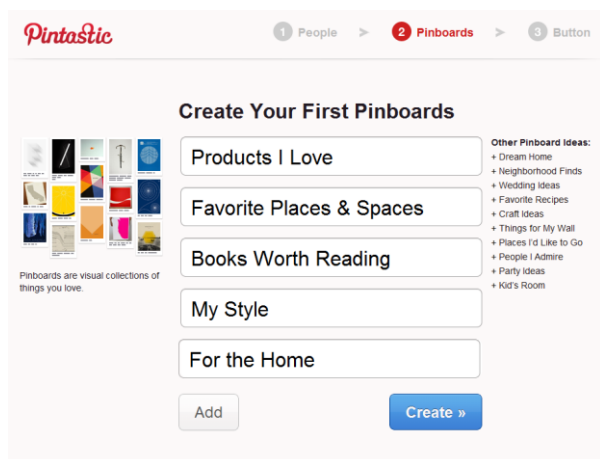 Pintastic
1 People > 2 Pinboards > 3 Button
Create Your First Pinboards
Products I Love
Favorite Places & Spaces
Books Worth Reading
My Style
For the Home
Add
Create »
Pinboards are visual collections of
things you love.
Other Pinboard Ideas:
+ Dream Home
+ Neighborhood Finds
+ Wedding Ideas
+ Favorite Recipes
+ Craft Ideas
+ Things for My Wall
+ Places I'd Like to Go
+ People I Admire
+ Party Ideas
+ Kid's Room